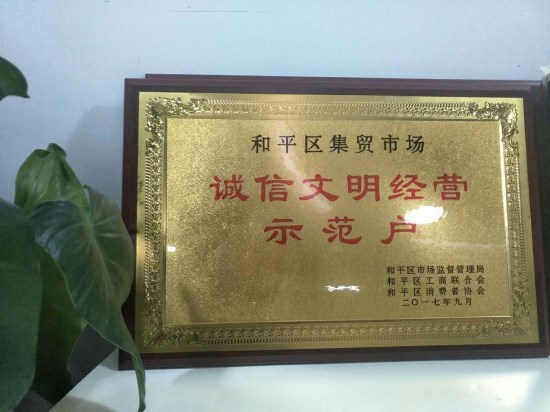 和平区集贸市场
诚信文明经营
示范户
和平区市场监督管理局
和平区工商联合会
和平区消费者协会
二〇一七年九月